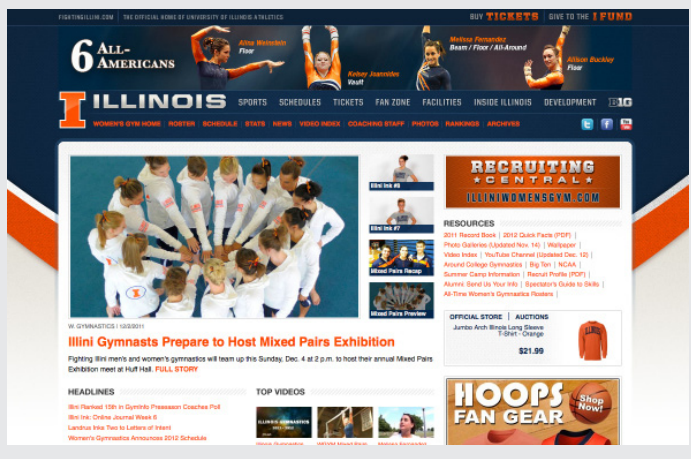 FIGHTINGILLINI.COM | THE OFFICIAL HOME OF UNIVERSITY OF ILLINOIS ATHLETICS
BUY TICKETS | GIVE TO THE I FUND
6 ALL-
AMERICANS
Alina Weinstein
Floor
Kelsey Joannides
Vault
Melissa Fernandez
Beam / Floor / All-Around
Allison Buckley
Floor
I ILLINOIS
SPORTS SCHEDULES TICKETS FAN ZONE FACILITIES INSIDE ILLINOIS DEVELOPMENT B1G
WOMEN'S GYM HOME | ROSTER | SCHEDULE | STATS | NEWS | VIDEO INDEX | COACHING STAFF | PHOTOS | RANKINGS | ARCHIVES
Illini Ink #8
Illini Ink #7
Mixed Pairs Recap
Mixed Pairs Preview
W. GYMNASTICS | 12/2/2011
Illini Gymnasts Prepare to Host Mixed Pairs Exhibition
Fighting Illini men's and women's gymnastics will team up this Sunday, Dec. 4 at 2 p.m. to host their annual Mixed Pairs
Exhibition meet at Huff Hall. FULL STORY
HEADLINES
Illini Ranked 15th in GymInfo Preseason Coaches Poll
Illini Ink: Online Journal Week 6
Landrus Inks Two to Letters of Intent
Women's Gymnastics Announces 2012 Schedule
TOP VIDEOS
ILLINOIS GYMNASTICS
RECRUITING
CENTRAL
ILLINIWOMENSGYM.COM
RESOURCES
2011 Record Book | 2012 Quick Facts (PDF) |
Photo Galleries (Updated Nov. 14) | Wallpaper |
Video Index | YouTube Channel (Updated Dec. 12) |
Around College Gymnastics | Big Ten | NCAA |
Summer Camp Information | Recruit Profile (PDF) |
Alumni: Send Us Your Info | Spectator's Guide to Skills |
All-Time Women's Gymnastics Rosters |
OFFICIAL STORE | AUCTIONS
Jumbo Arch Illinois Long Sleeve
T-Shirt - Orange
$21.99
ILLINOIS
HOOPS
FAN GEAR
Shop
Now!